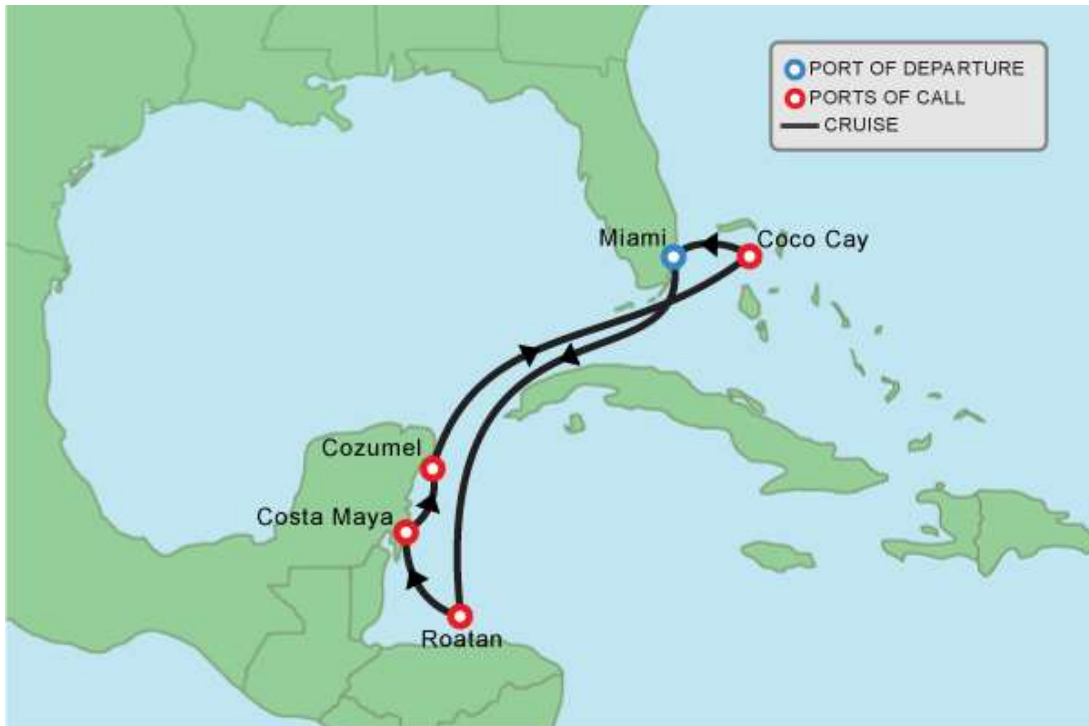 PORT OF DEPARTURE
PORTS OF CALL
CRUISE
Miami
Coco Cay
Cozumel
Costa Maya
Roatan